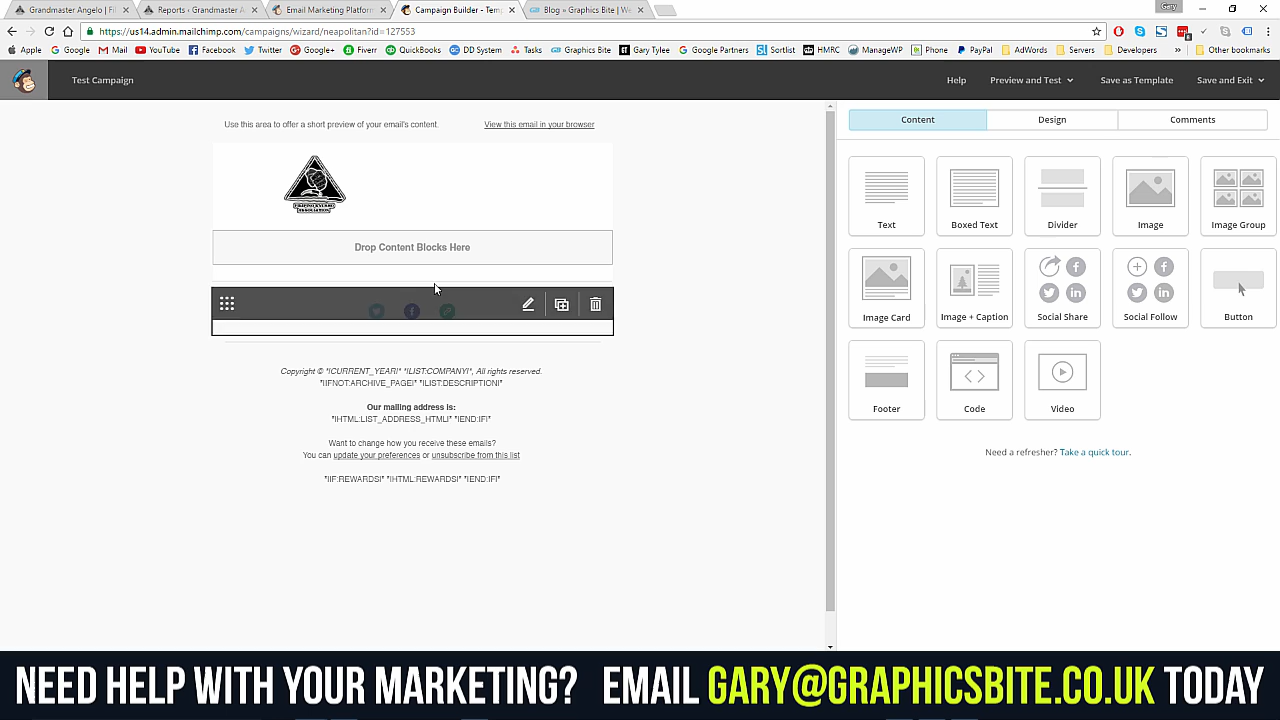 Grandmaster Angelo | Fil
Reports ‹ Grandmaster A
Email Marketing Platform
Campaign Builder - Temp
Blog » Graphics Bite | We
Gary
https://us14.admin.mailchimp.com/campaigns/wizard/neapolitan?id=127553
Apple
Google
Gmail
YouTube
Facebook
Twitter
Google+
Fiverr
QuickBooks
DD System
Tasks
Graphics Bite
Gary Tylee
Google Partners
Sortlist
HMRC
ManageWP
Phone
PayPal
AdWords
Servers
Developers
»
Other bookmarks
Test Campaign
Help
Preview and Test
Save as Template
Save and Exit
Use this area to offer a short preview of your email's content.
View this email in your browser
Content
Design
Comments
Drop Content Blocks Here
Text
Boxed Text
Divider
Image
Image Group
Image Card
Image + Caption
Social Share
Social Follow
Button
Footer
Code
Video
Need a refresher? Take a quick tour.
Copyright © *|CURRENT_YEAR|* *|LIST:COMPANY|*, All rights reserved.
*|IFNOT:ARCHIVE_PAGE|* *|LIST:DESCRIPTION|*
Our mailing address is:
*|HTML:LIST_ADDRESS_HTML|* *|END:IF|*
Want to change how you receive these emails?
You can update your preferences or unsubscribe from this list
*|IF:REWARDS|* *|HTML:REWARDS|* *|END:IF|*
NEED HELP WITH YOUR MARKETING? EMAIL GARY@GRAPHICSBITE.CO.UK TODAY